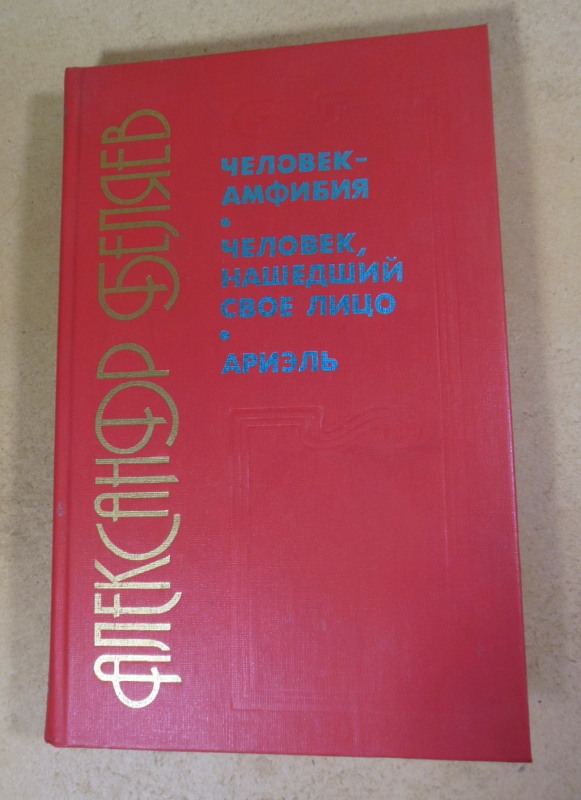 АЛЕКСАНДР БЕЛЯЕВ
ЧЕЛОВЕК-
АМФИБИЯ
•
ЧЕЛОВЕК,
НАШЕДШИЙ
СВОЕ ЛИЦО
•
АРИЭЛЬ